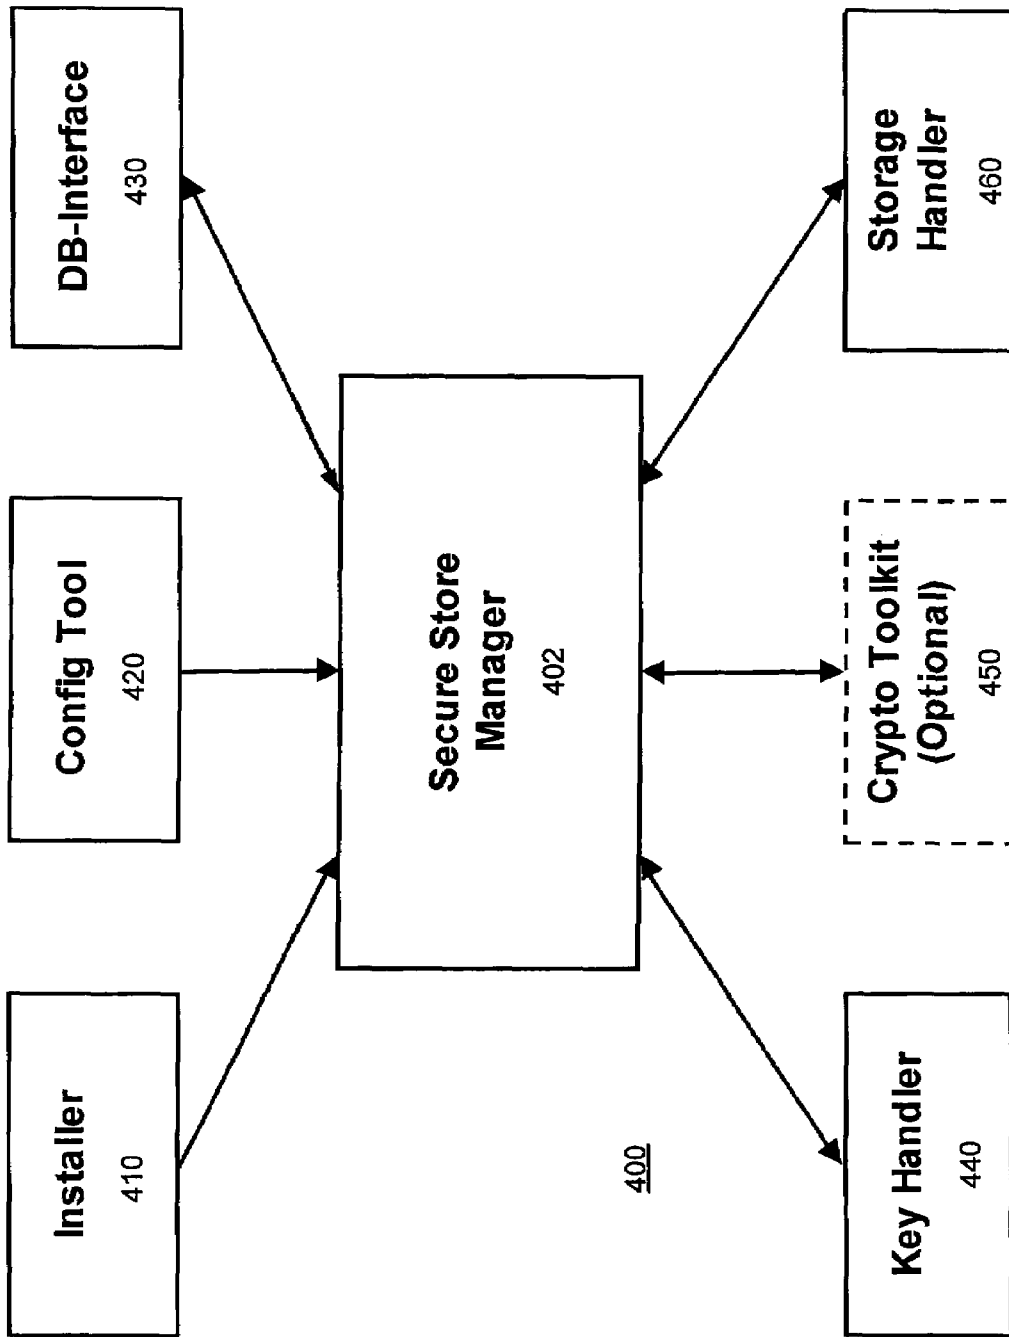 Installer
410
Config Tool
420
DB-Interface
430
Secure Store
Manager
402
400
Key Handler
440
Crypto Toolkit
(Optional)
450
Storage
Handler
460